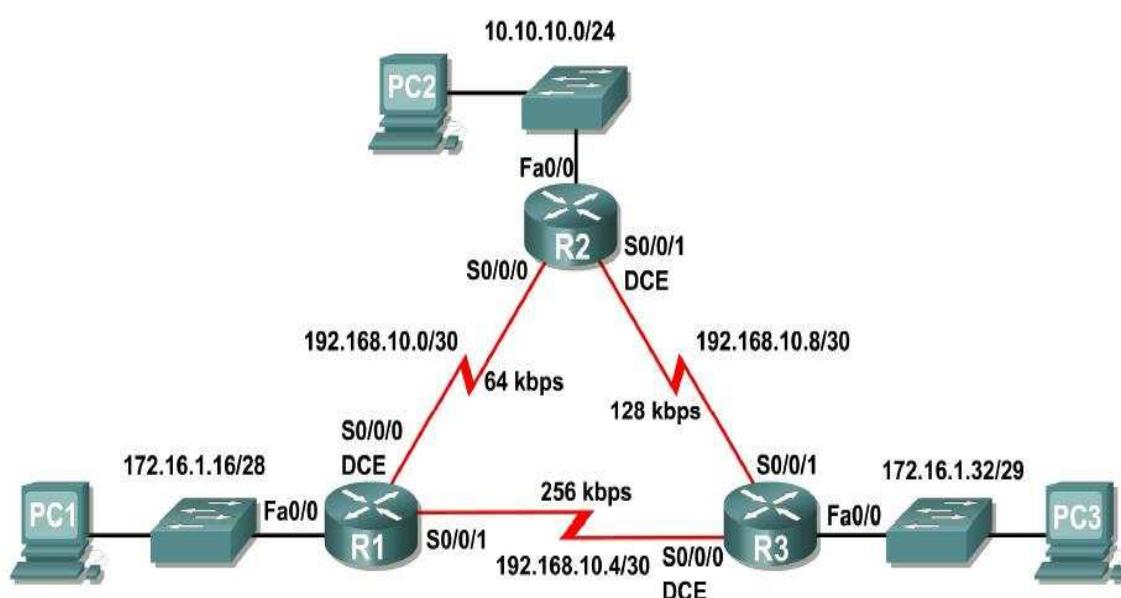 10.10.10.0/24
PC2
Fa0/0
R2
S0/0/1
DCE
S0/0/0
192.168.10.0/30
192.168.10.8/30
64 kbps
128 kbps
S0/0/0
DCE
172.16.1.16/28
S0/0/1
172.16.1.32/29
PC1
Fa0/0
256 kbps
Fa0/0
PC3
R1
S0/0/1
R3
192.168.10.4/30
S0/0/0
DCE